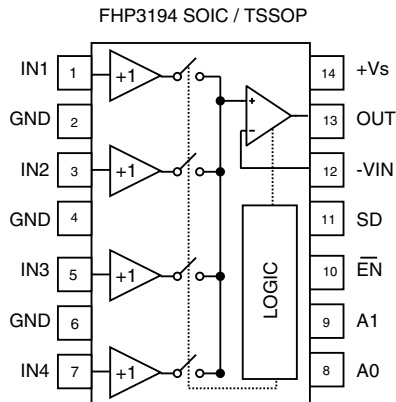 FHP3194 SOIC / TSSOP
IN1 1 +1 14 +Vs
GND 2 + 13 OUT
IN2 3 +1 - 12 -VIN
GND 4 11 SD
IN3 5 +1 LOGIC 10 E̅N̅
GND 6 9 A1
IN4 7 +1 8 A0